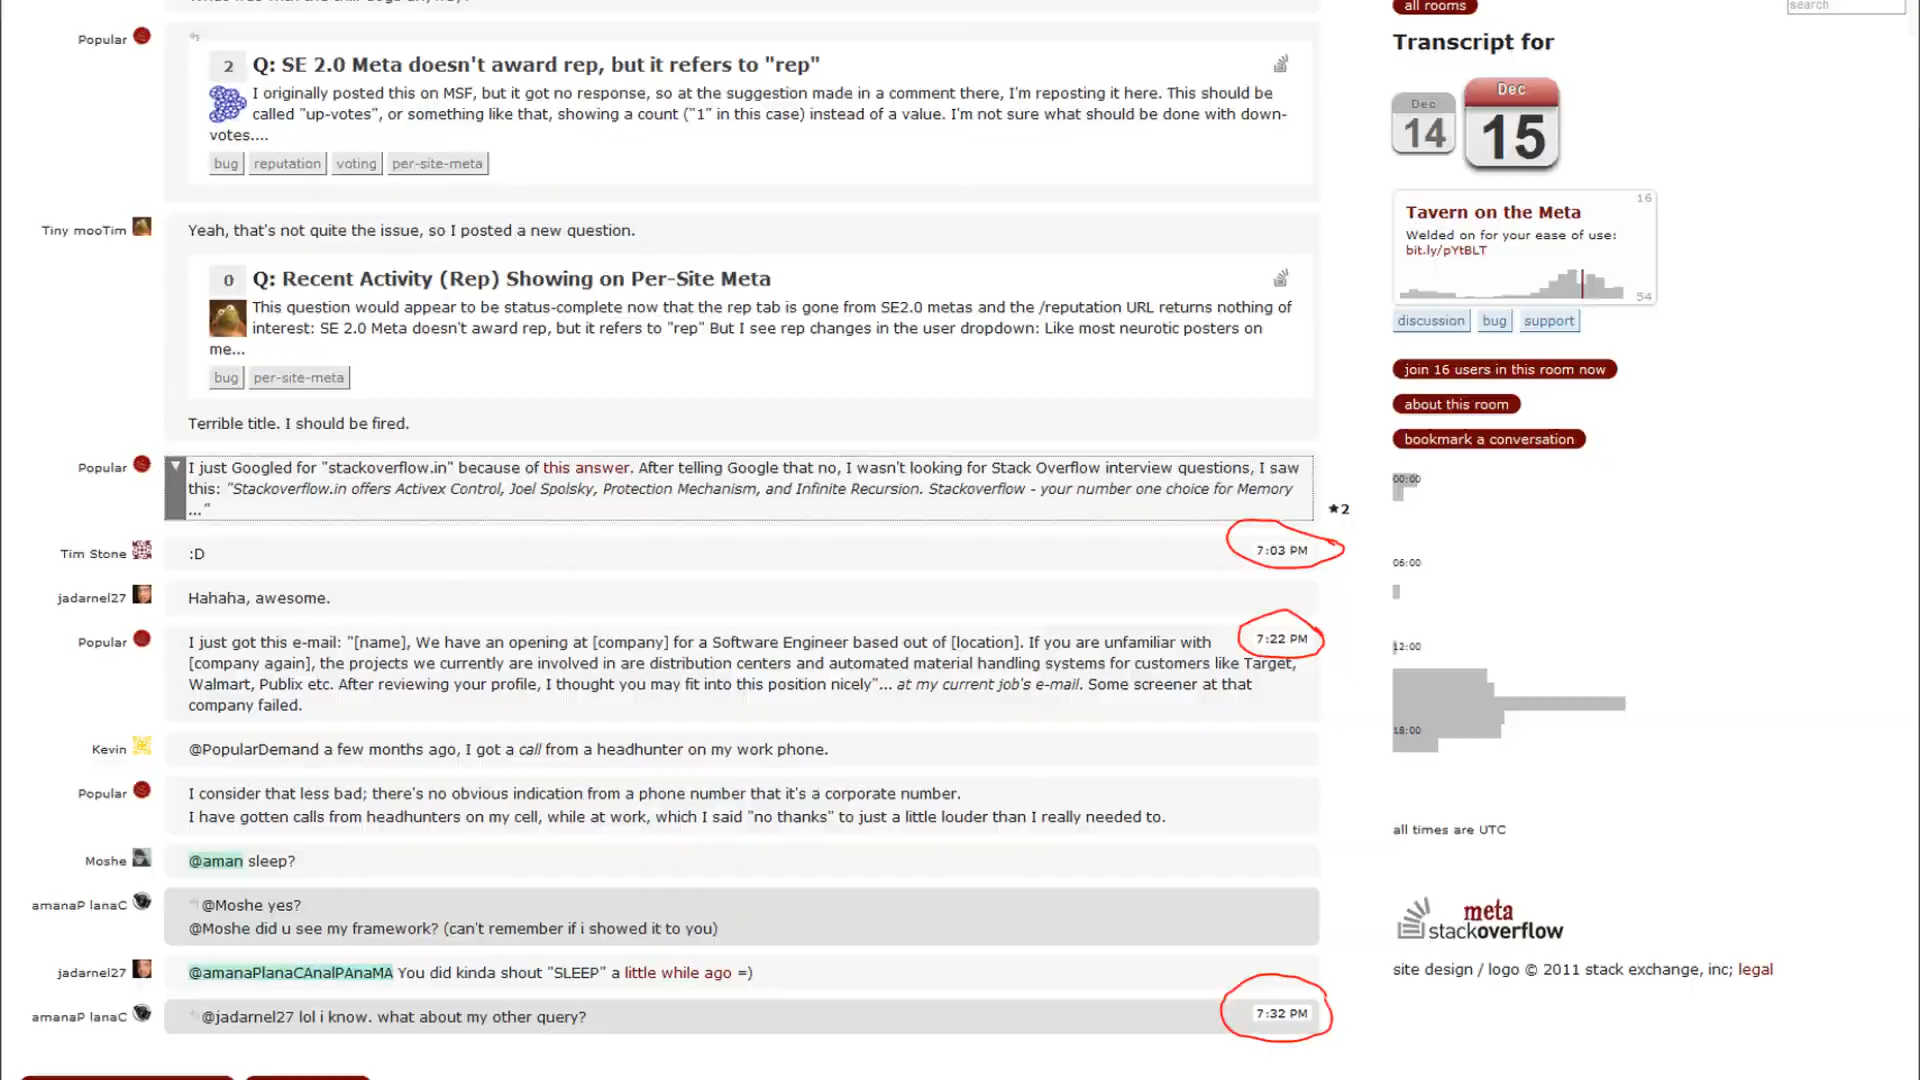 all rooms
search
Transcript for
Popular
2
Q: SE 2.0 Meta doesn't award rep, but it refers to "rep"
I originally posted this on MSF, but it got no response, so at the suggestion made in a comment there, I'm reposting it here. This should be
called "up-votes", or something like that, showing a count ("1" in this case) instead of a value. I'm not sure what should be done with down-
votes....
bug reputation voting per-site-meta
Dec
14
Dec
15
Tiny mooTim
Yeah, that's not quite the issue, so I posted a new question.
0
Q: Recent Activity (Rep) Showing on Per-Site Meta
This question would appear to be status-complete now that the rep tab is gone from SE2.0 metas and the /reputation URL returns nothing of
interest: SE 2.0 Meta doesn't award rep, but it refers to "rep" But I see rep changes in the user dropdown: Like most neurotic posters on
me...
bug per-site-meta
Terrible title. I should be fired.
16
Tavern on the Meta
Welded on for your ease of use:
bit.ly/pYtBLT
54
discussion bug support
join 16 users in this room now
about this room
bookmark a conversation
Popular
I just Googled for "stackoverflow.in" because of this answer. After telling Google that no, I wasn't looking for Stack Overflow interview questions, I saw
this: "Stackoverflow.in offers Activex Control, Joel Spolsky, Protection Mechanism, and Infinite Recursion. Stackoverflow - your number one choice for Memory
..."
★2
Tim Stone
:D
7:03 PM
jadarnel27
Hahaha, awesome.
Popular
I just got this e-mail: "[name], We have an opening at [company] for a Software Engineer based out of [location]. If you are unfamiliar with
7:22 PM
[company again], the projects we currently are involved in are distribution centers and automated material handling systems for customers like Target,
Walmart, Publix etc. After reviewing your profile, I thought you may fit into this position nicely"... at my current job's e-mail. Some screener at that
company failed.
Kevin
@PopularDemand a few months ago, I got a call from a headhunter on my work phone.
Popular
I consider that less bad; there's no obvious indication from a phone number that it's a corporate number.
I have gotten calls from headhunters on my cell, while at work, which I said "no thanks" to just a little louder than I really needed to.
Moshe
@aman sleep?
amanaP lanaC
@Moshe yes?
@Moshe did u see my framework? (can't remember if i showed it to you)
jadarnel27
@amanaPlanaCAnalPAnaMA You did kinda shout "SLEEP" a little while ago =)
amanaP lanaC
@jadarnel27 lol i know. what about my other query?
7:32 PM
00:00
06:00
12:00
18:00
all times are UTC
meta
stackoverflow
site design / logo © 2011 stack exchange, inc; legal